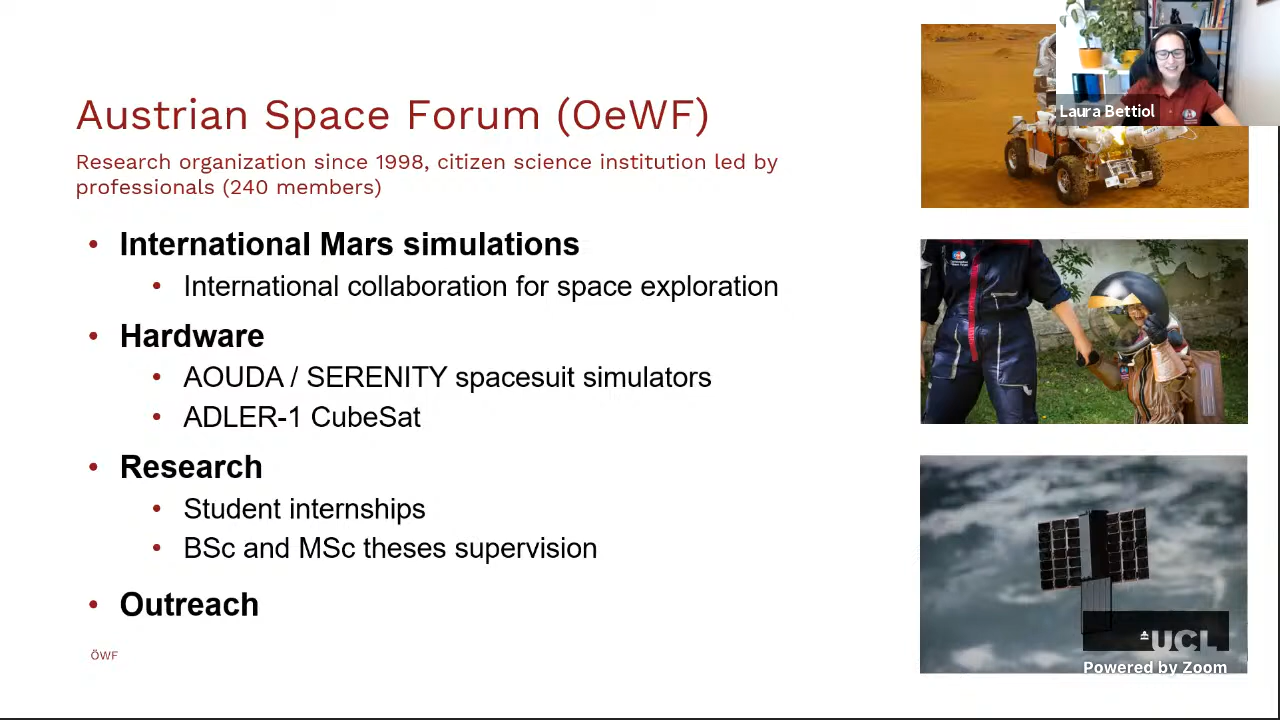 Austrian Space Forum (OeWF)
Research organization since 1998, citizen science institution led by
professionals (240 members)
• International Mars simulations
• International collaboration for space exploration
• Hardware
• AOUDA / SERENITY spacesuit simulators
• ADLER-1 CubeSat
• Research
• Student internships
• BSc and MSc theses supervision
• Outreach
ÖWF
Laura Bettiol
UCL
Powered by Zoom